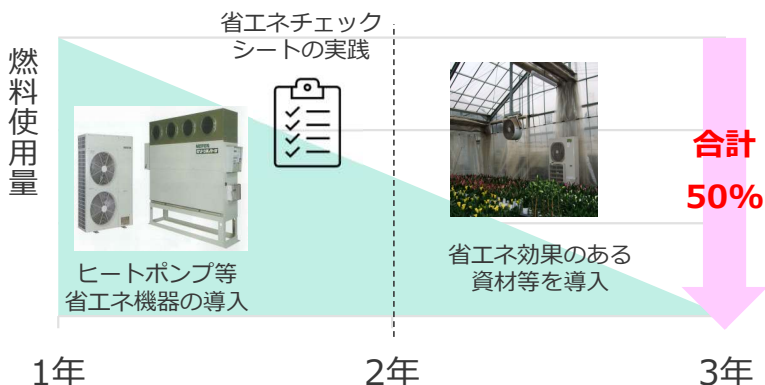 省エネチェック
シートの実践
燃料使用量
合計
50%
ヒートポンプ等
省エネ機器の導入
省エネ効果のある
資材等を導入
1年
2年
3年